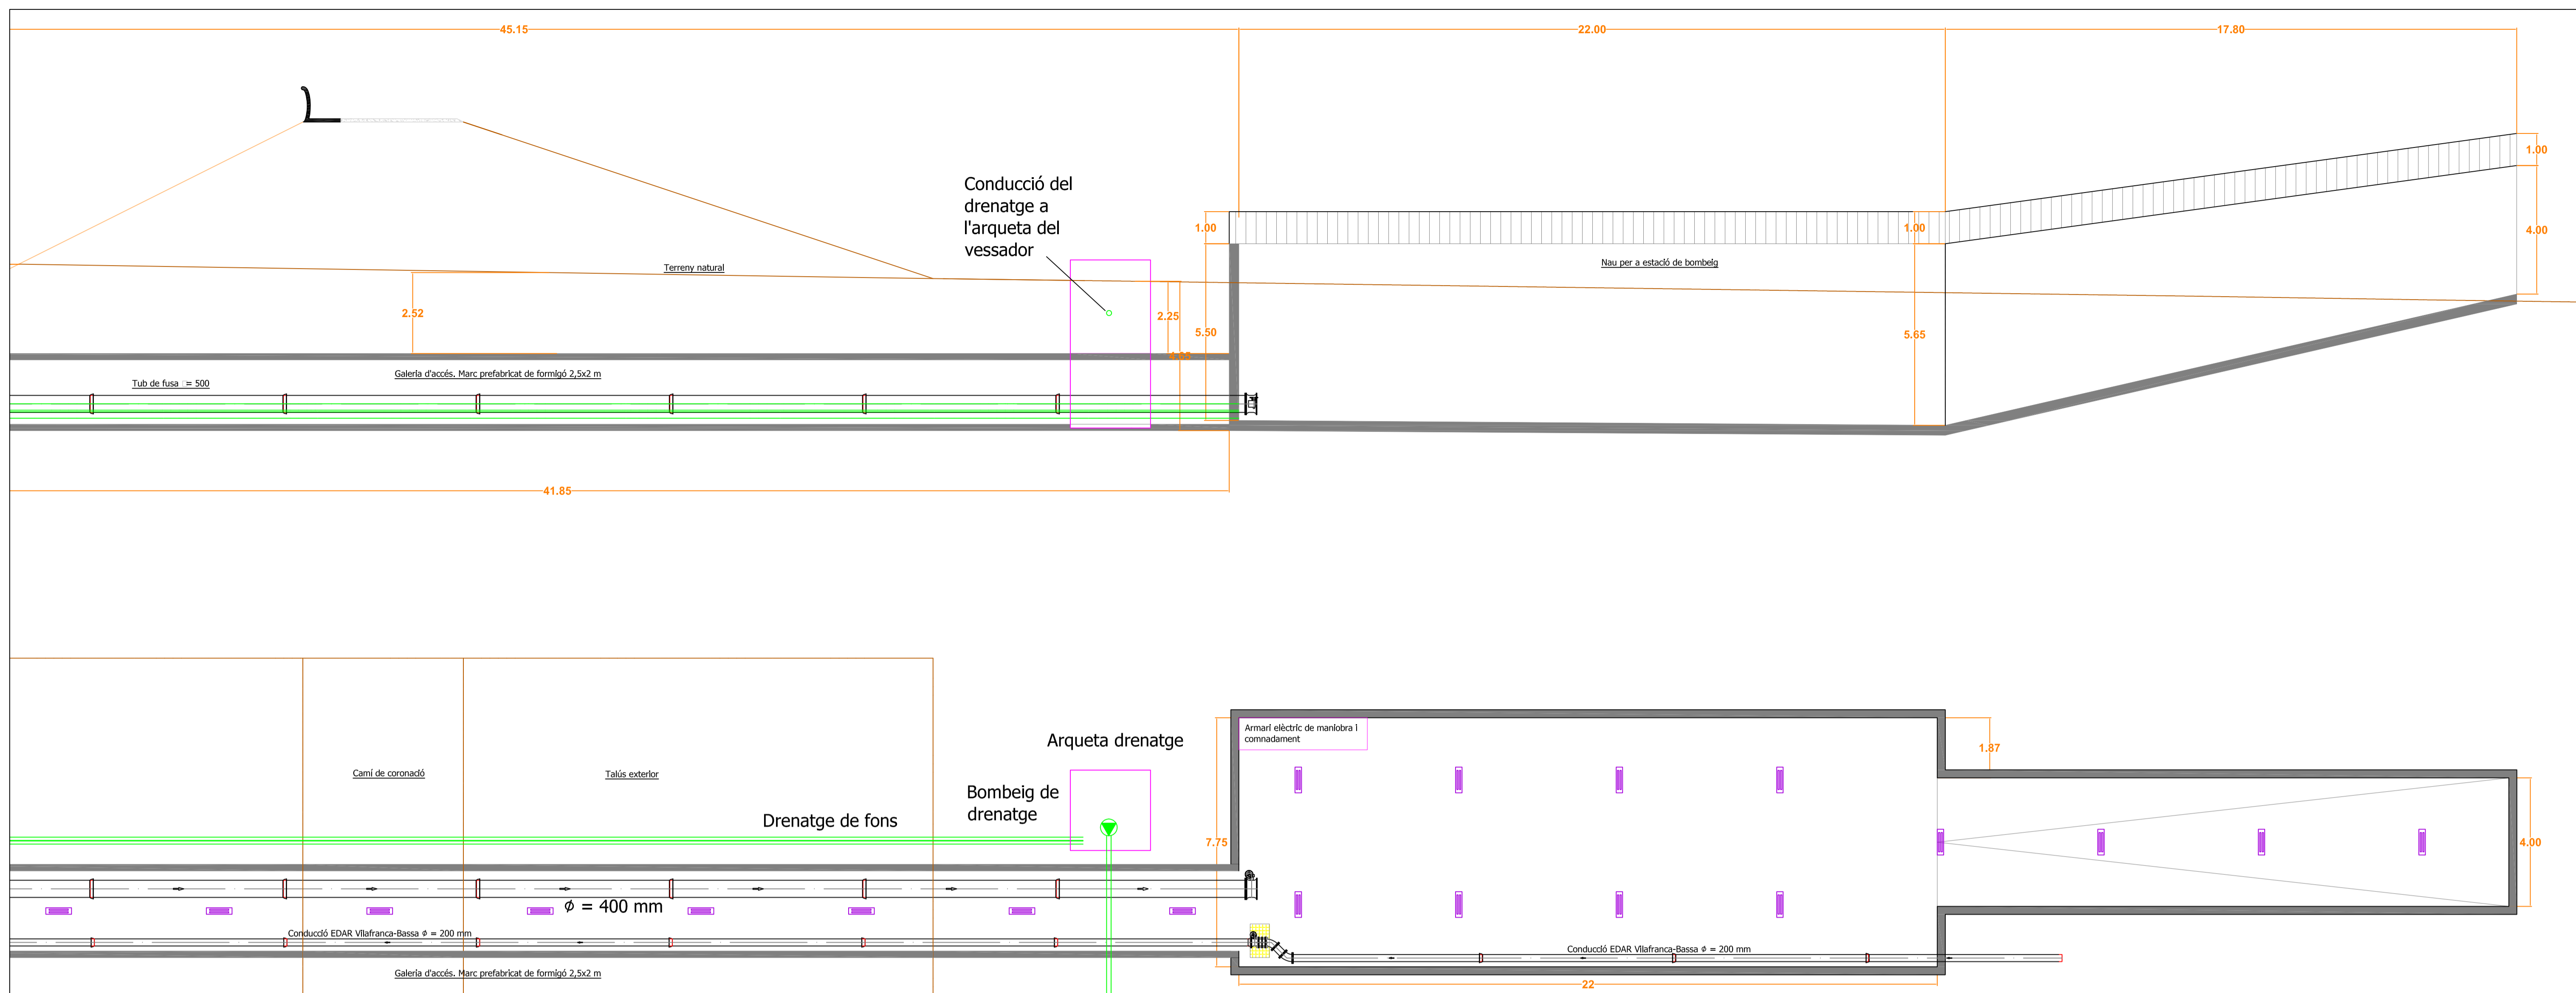 45.15
22.00
17.80
1.00
Conducció del
drenatge a
l'arqueta del
vessador
1.00
1.00
4.00
Terreny natural
Nau per a estació de bombeig
2.52
2.25
5.50
5.65
4.65
Galeria d'accés. Marc prefabricat de formigó 2,5x2 m
Tub de fusa = 500
41.85
Armari elèctric de maniobra i
comnadament
Arqueta drenatge
1.87
Camí de coronació
Talús exterior
Bombeig de
drenatge
Drenatge de fons
7.75
4.00
ϕ = 400 mm
Conducció EDAR Vilafranca-Bassa ϕ = 200 mm
Conducció EDAR Vilafranca-Bassa ϕ = 200 mm
Galeria d'accés. Marc prefabricat de formigó 2,5x2 m
22